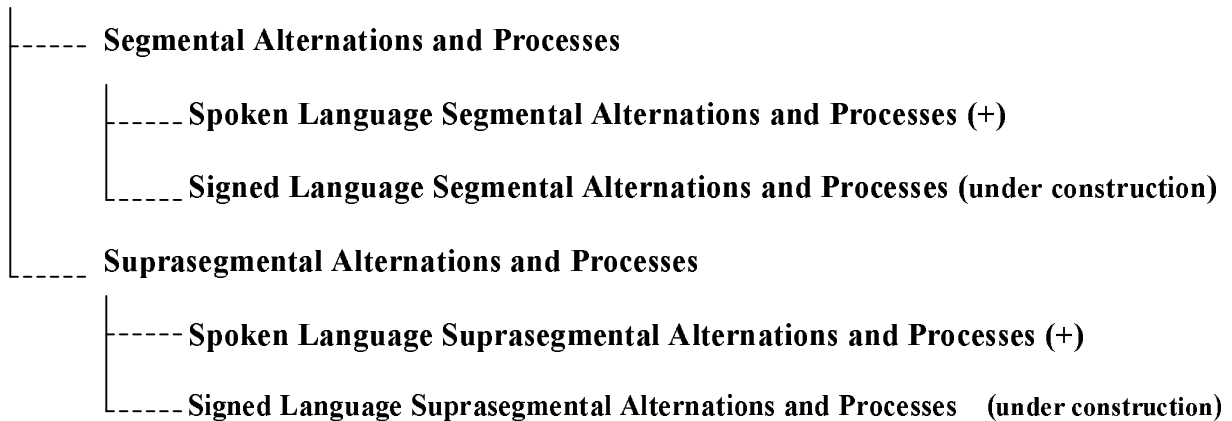 Segmental Alternations and Processes
Spoken Language Segmental Alternations and Processes (+)
Signed Language Segmental Alternations and Processes (under construction)
Suprasegmental Alternations and Processes
Spoken Language Suprasegmental Alternations and Processes (+)
Signed Language Suprasegmental Alternations and Processes (under construction)